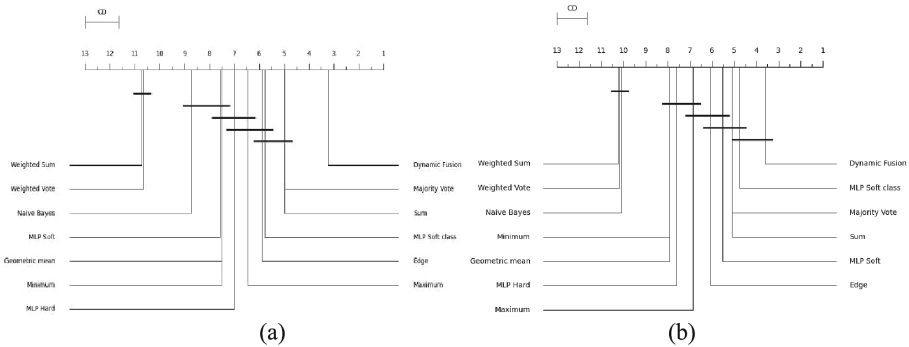 CD
13 12 11 10 9 8 7 6 5 4 3 2 1
Weighted Sum
Weighted Vote
Naive Bayes
MLP Soft
Geometric mean
Minimum
MLP Hard
Dynamic Fusion
Majority Vote
Sum
MLP Soft class
Edge
Maximum
(a)
CD
13 12 11 10 9 8 7 6 5 4 3 2 1
Weighted Sum
Weighted Vote
Naive Bayes
Minimum
Geometric mean
MLP Hard
Maximum
Dynamic Fusion
MLP Soft class
Majority Vote
Sum
MLP Soft
Edge
(b)